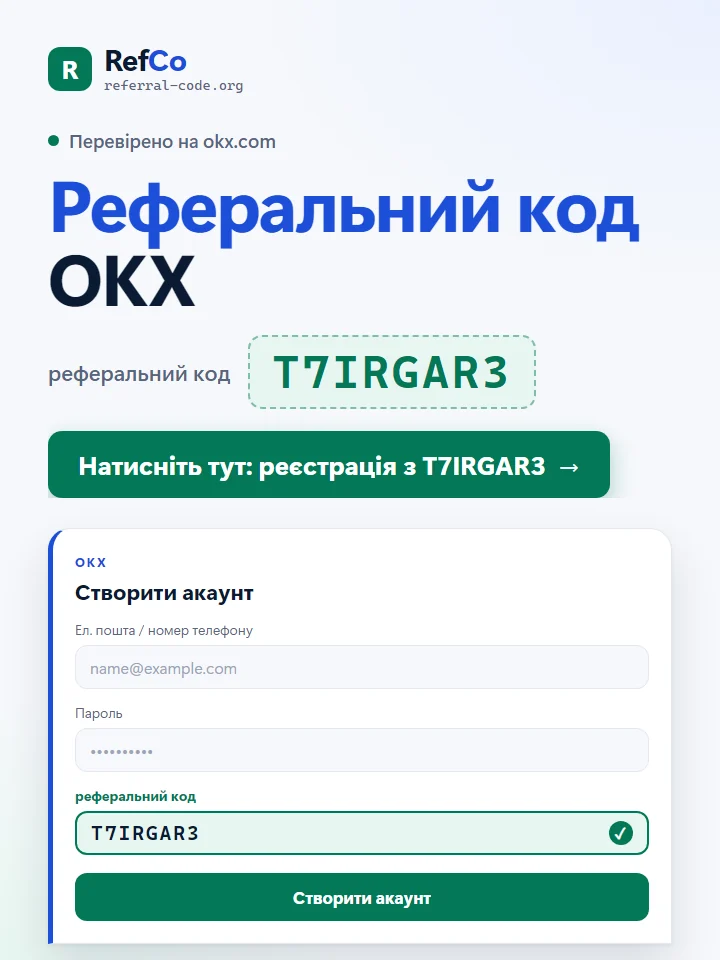 R
RefCo
referral-code.org
Перевірено на okx.com
Реферальний код
OKX
реферальний код
T7IRGAR3
Натисніть тут: реєстрація з T7IRGAR3 →
OKX
Створити акаунт
Ел. пошта / номер телефону
name@example.com
Пароль
••••••••••
реферальний код
T7IRGAR3
Створити акаунт